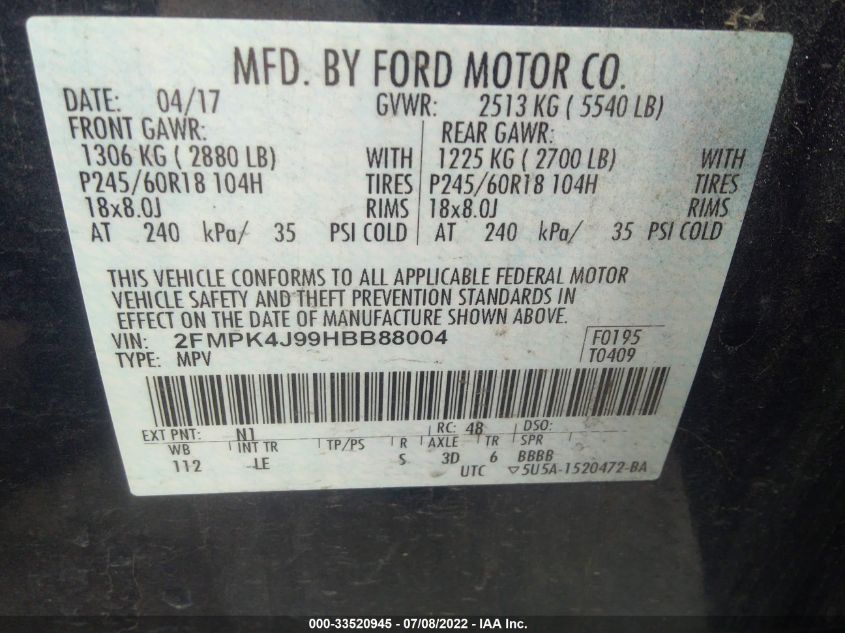 MFD. BY FORD MOTOR CO.
DATE: 04/17 GVWR: 2513 KG ( 5540 LB)
FRONT GAWR: REAR GAWR:
1306 KG ( 2880 LB) WITH 1225 KG ( 2700 LB) WITH
P245/60R18 104H TIRES P245/60R18 104H TIRES
18x8.0J RIMS 18x8.0J RIMS
AT 240 kPa/ 35 PSI COLD AT 240 kPa/ 35 PSI COLD
THIS VEHICLE CONFORMS TO ALL APPLICABLE FEDERAL MOTOR
VEHICLE SAFETY AND THEFT PREVENTION STANDARDS IN
EFFECT ON THE DATE OF MANUFACTURE SHOWN ABOVE.
VIN: 2FMPK4J99HBB88004 F0195
TYPE: MPV T0409
EXT PNT: N1 RC: 48 DSO:
WB INT TR TP/PS R AXLE TR SPR
112 LE S 3D 6 BBBB
UTC ▽5U5A-1520472-BA
000-33520945 - 07/08/2022 - IAA Inc.